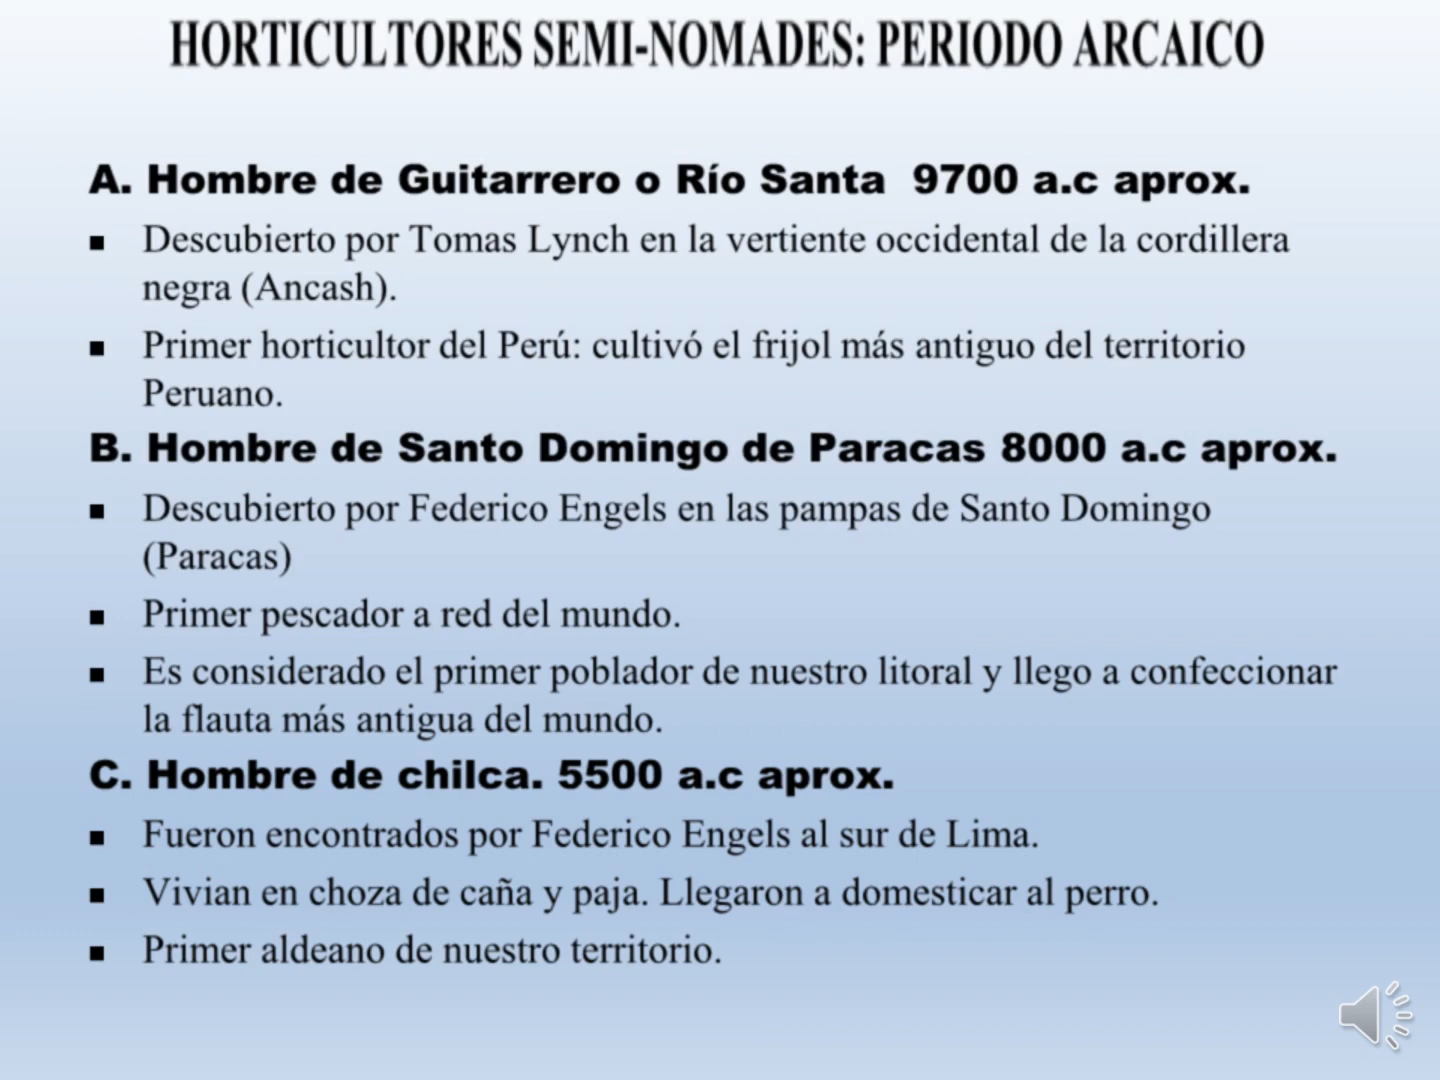 HORTICULTORES SEMI-NOMADES: PERIODO ARCAICO
A. Hombre de Guitarrero o Río Santa 9700 a.c aprox.
▪ Descubierto por Tomas Lynch en la vertiente occidental de la cordillera
negra (Ancash).
▪ Primer horticultor del Perú: cultivó el frijol más antiguo del territorio
Peruano.
B. Hombre de Santo Domingo de Paracas 8000 a.c aprox.
▪ Descubierto por Federico Engels en las pampas de Santo Domingo
(Paracas)
▪ Primer pescador a red del mundo.
▪ Es considerado el primer poblador de nuestro litoral y llego a confeccionar
la flauta más antigua del mundo.
C. Hombre de chilca. 5500 a.c aprox.
▪ Fueron encontrados por Federico Engels al sur de Lima.
▪ Vivian en choza de caña y paja. Llegaron a domesticar al perro.
▪ Primer aldeano de nuestro territorio.